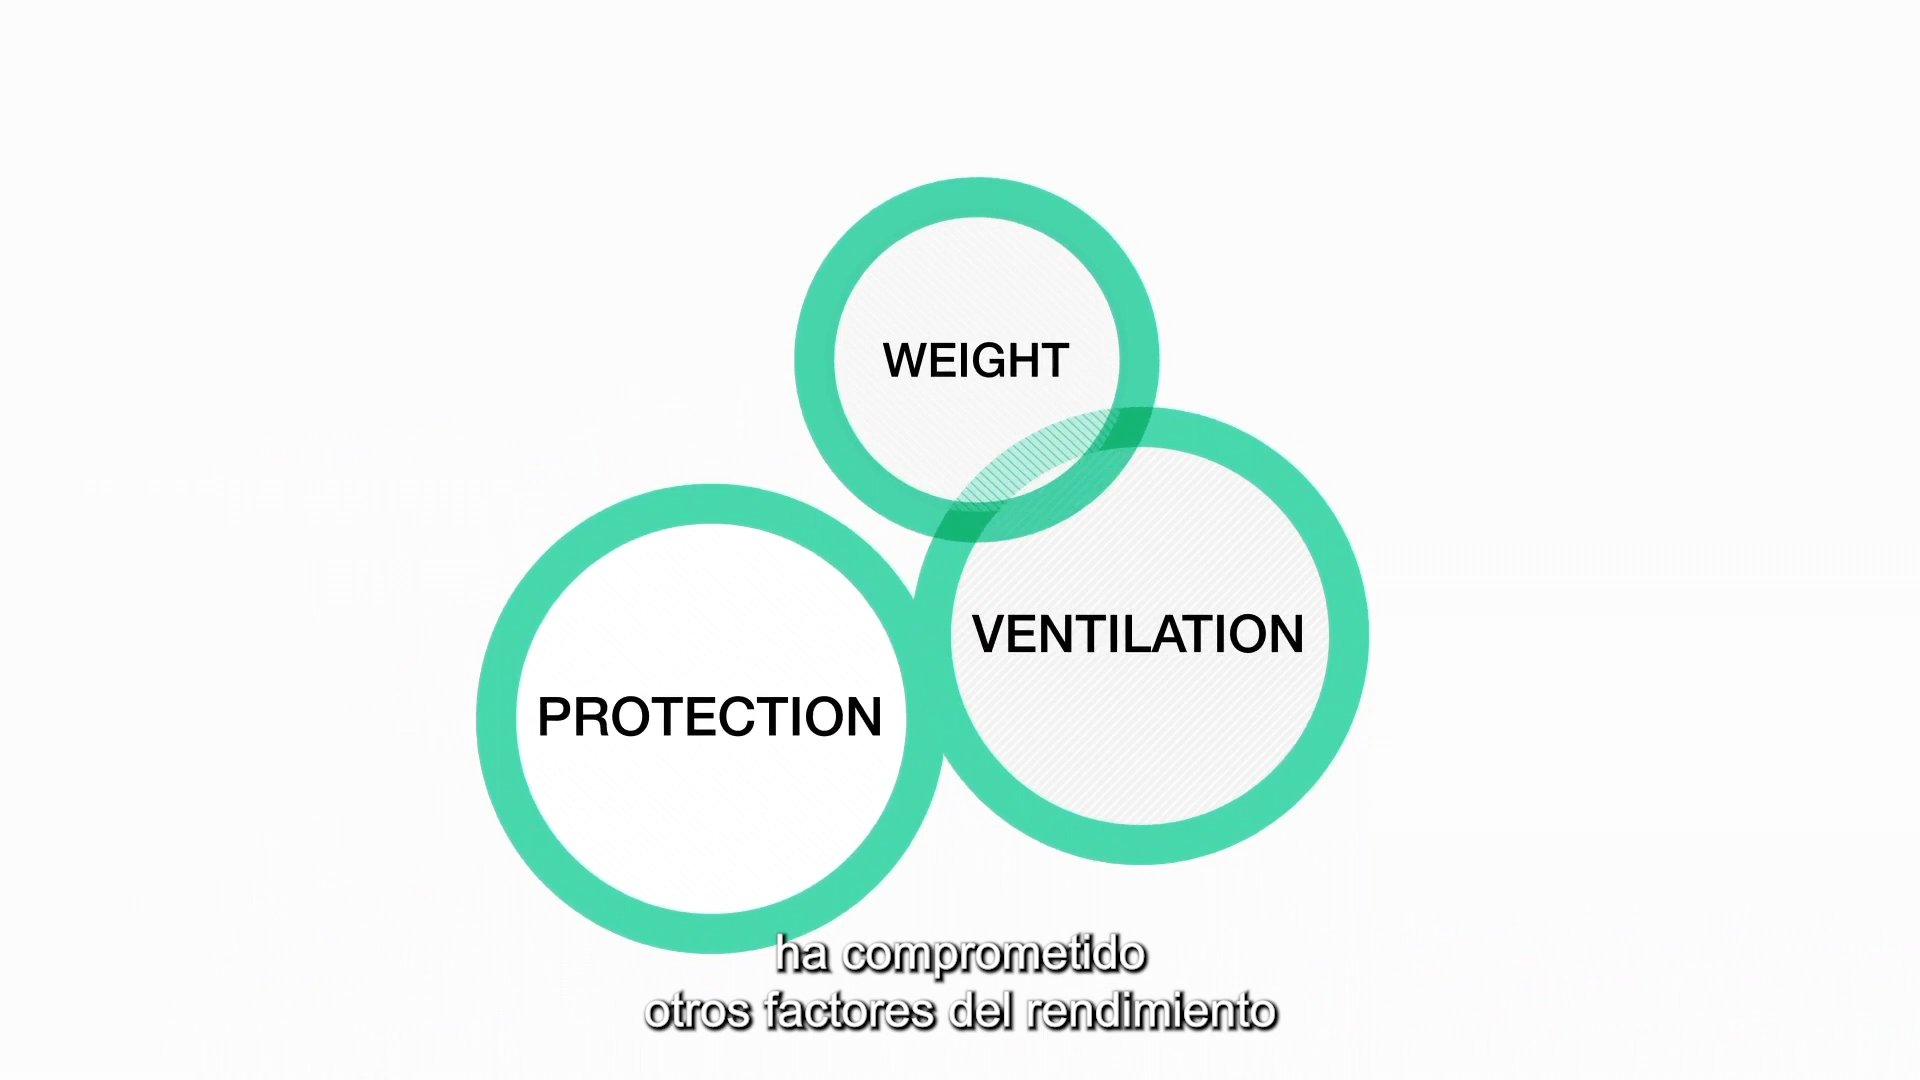 WEIGHT
VENTILATION
PROTECTION
ha comprometido
otros factores del rendimiento